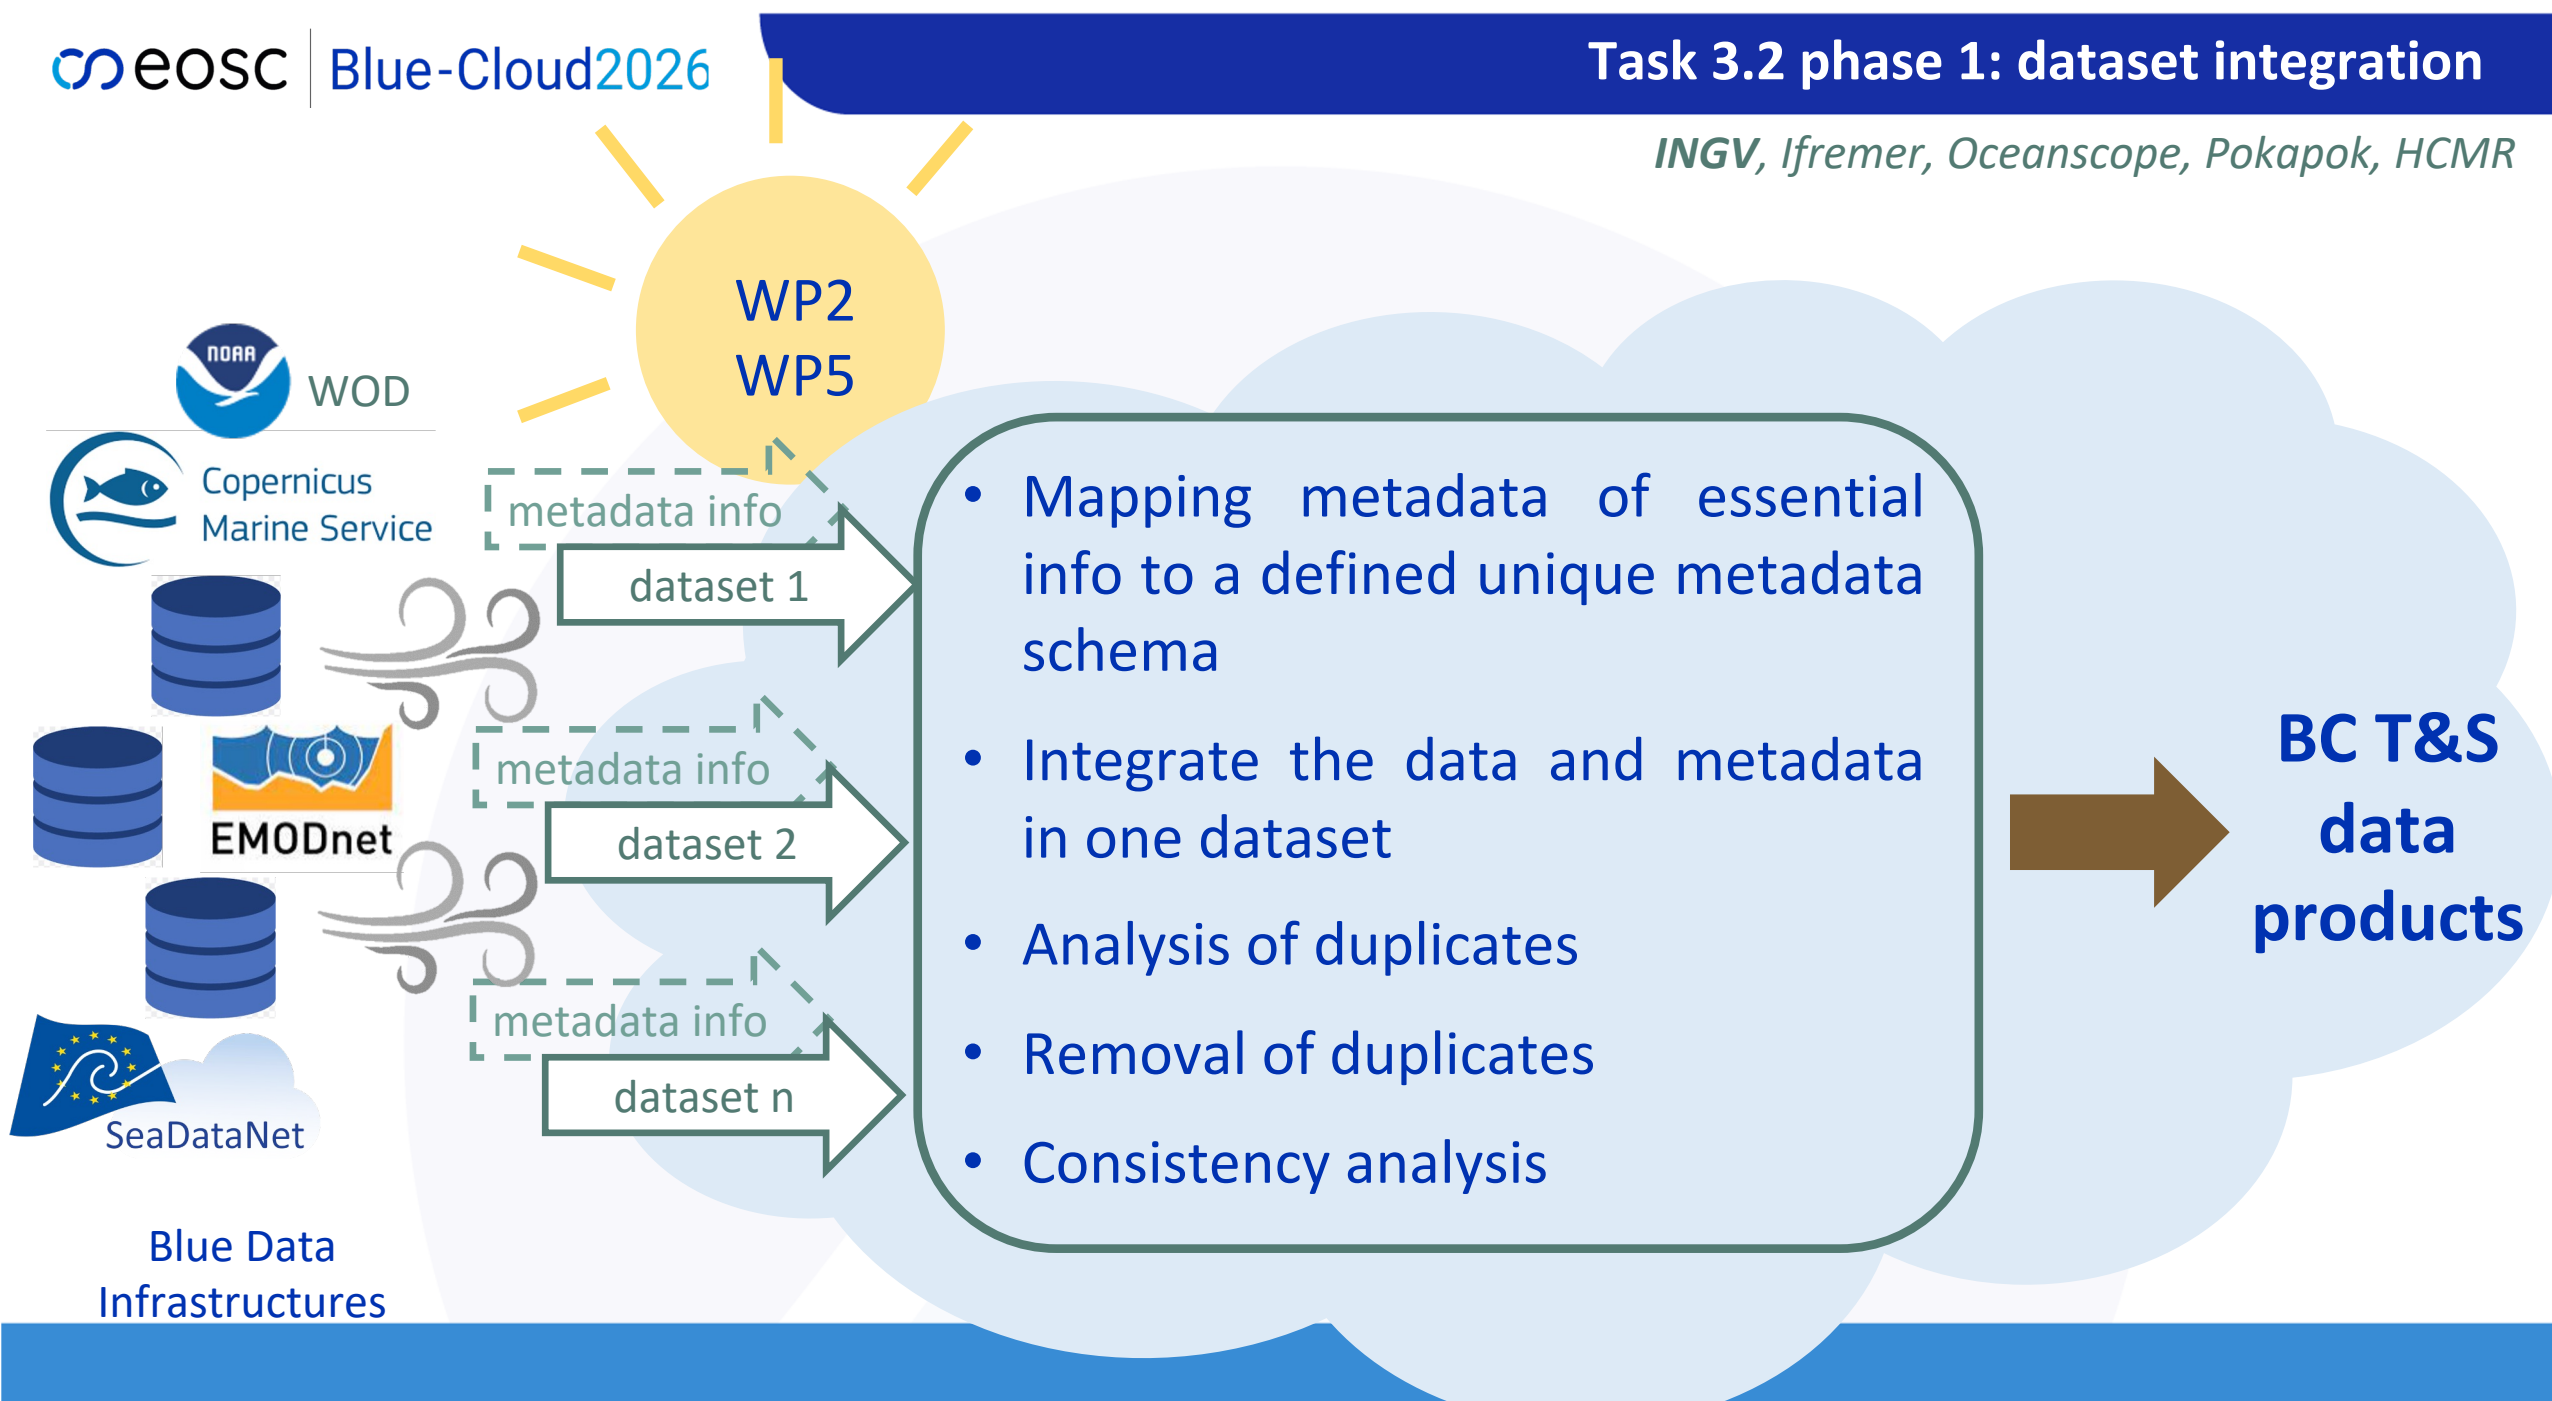 eosc Blue-Cloud2026
Task 3.2 phase 1: dataset integration
INGV, Ifremer, Oceanscope, Pokapok, HCMR
WP2
WP5
NOAA
WOD
Copernicus
Marine Service
EMODnet
SeaDataNet
Blue Data
Infrastructures
metadata info
dataset 1
metadata info
dataset 2
metadata info
dataset n
• Mapping metadata of essential
info to a defined unique metadata
schema
• Integrate the data and metadata
in one dataset
• Analysis of duplicates
• Removal of duplicates
• Consistency analysis
BC T&S
data
products